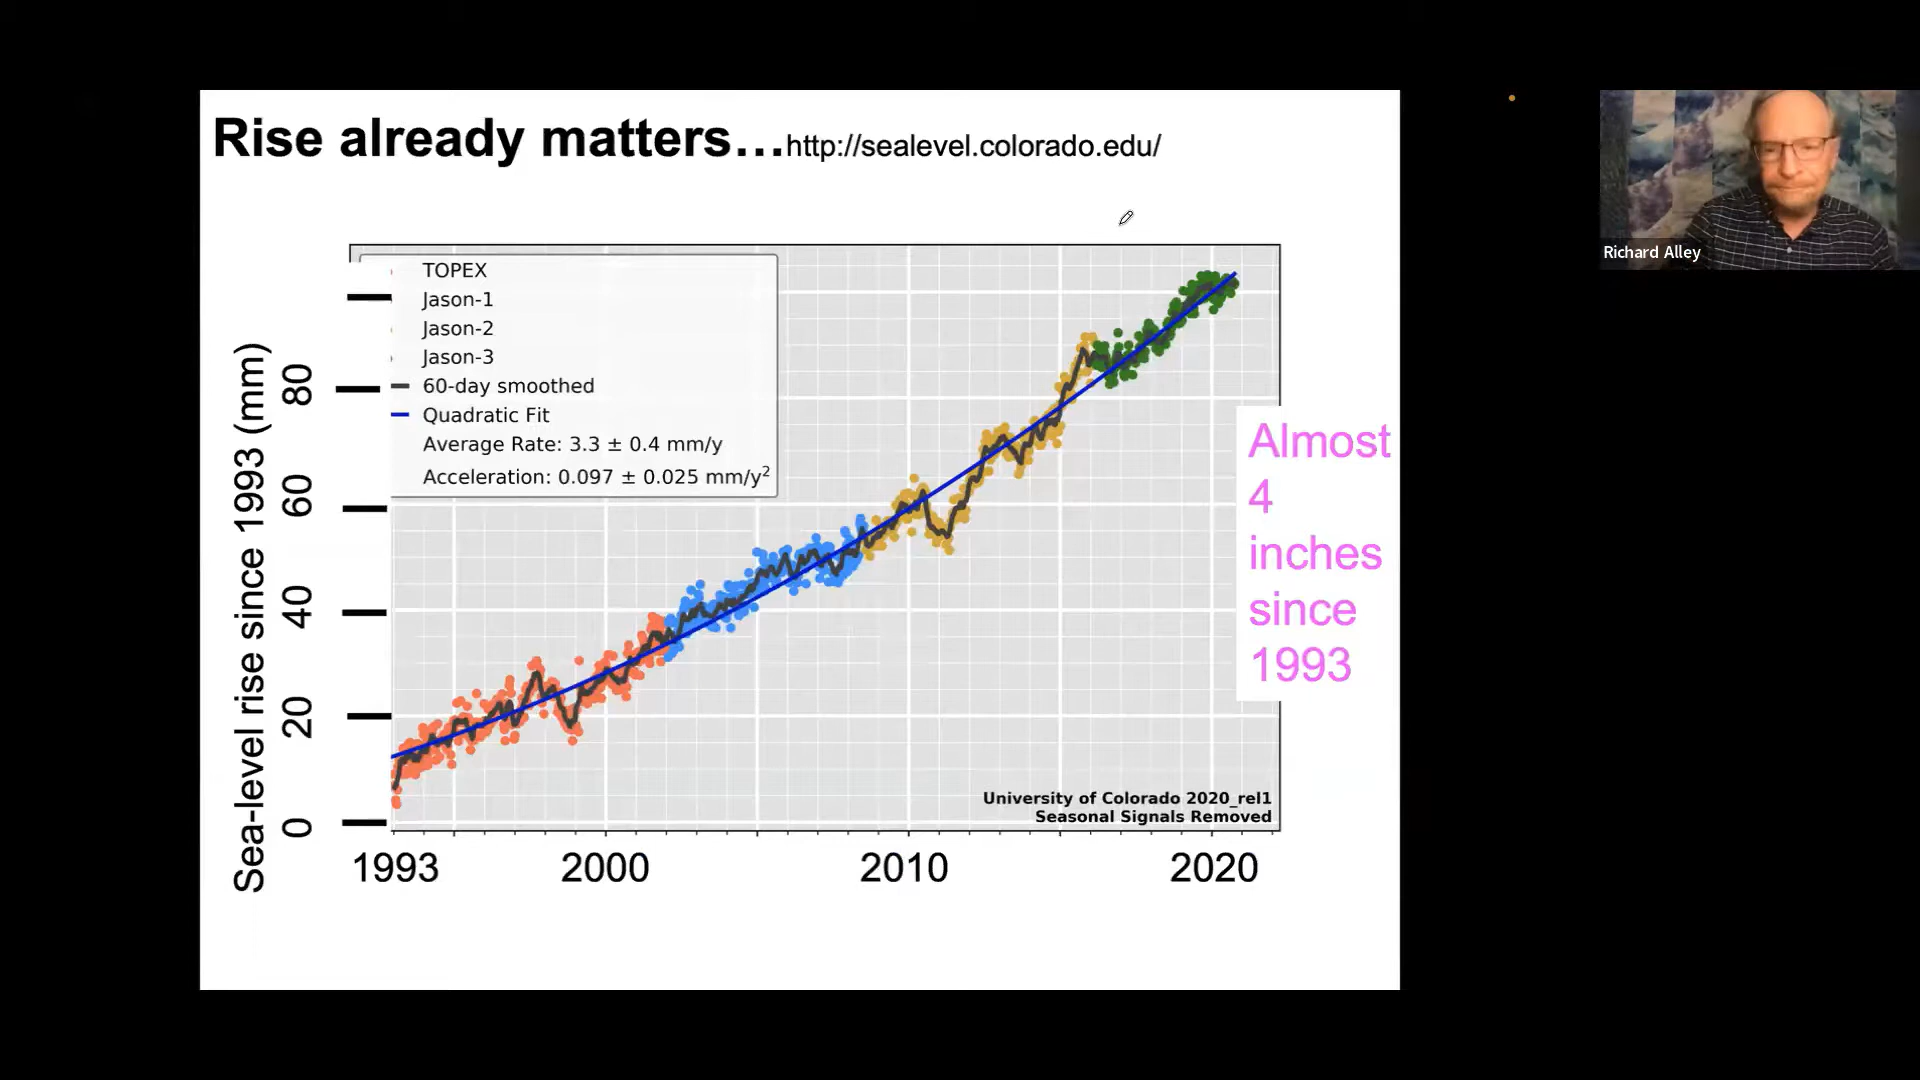 Rise already matters...http://sealevel.colorado.edu/
TOPEX
Jason-1
Jason-2
Jason-3
60-day smoothed
Quadratic Fit
Average Rate: 3.3 ± 0.4 mm/y
Acceleration: 0.097 ± 0.025 mm/y²
Sea-level rise since 1993 (mm)
80
60
40
20
0
1993 2000 2010 2020
University of Colorado 2020_rel1
Seasonal Signals Removed
Almost
4
inches
since
1993
Richard Alley